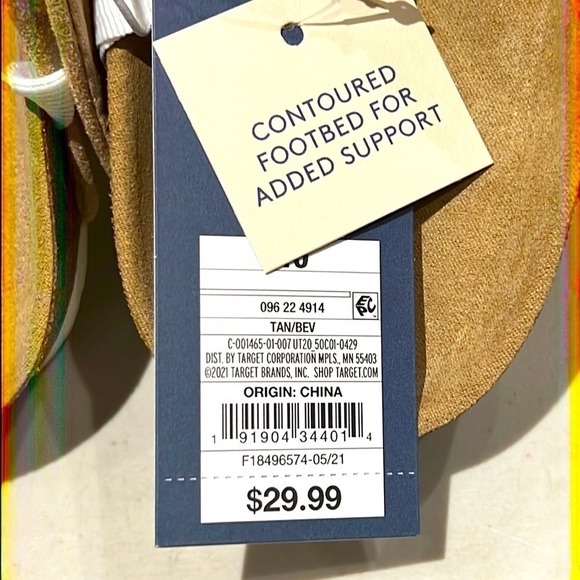 CONTOURED
FOOTBED FOR
ADDED SUPPORT
096 22 4914
TAN/BEV
C-001465-01-007 UT20 50C01-0429
DIST. BY TARGET CORPORATION MPLS., MN 55403
©2021 TARGET BRANDS, INC. SHOP TARGET.COM
ORIGIN: CHINA
1 91904 34401 4
F18496574-05/21
$29.99